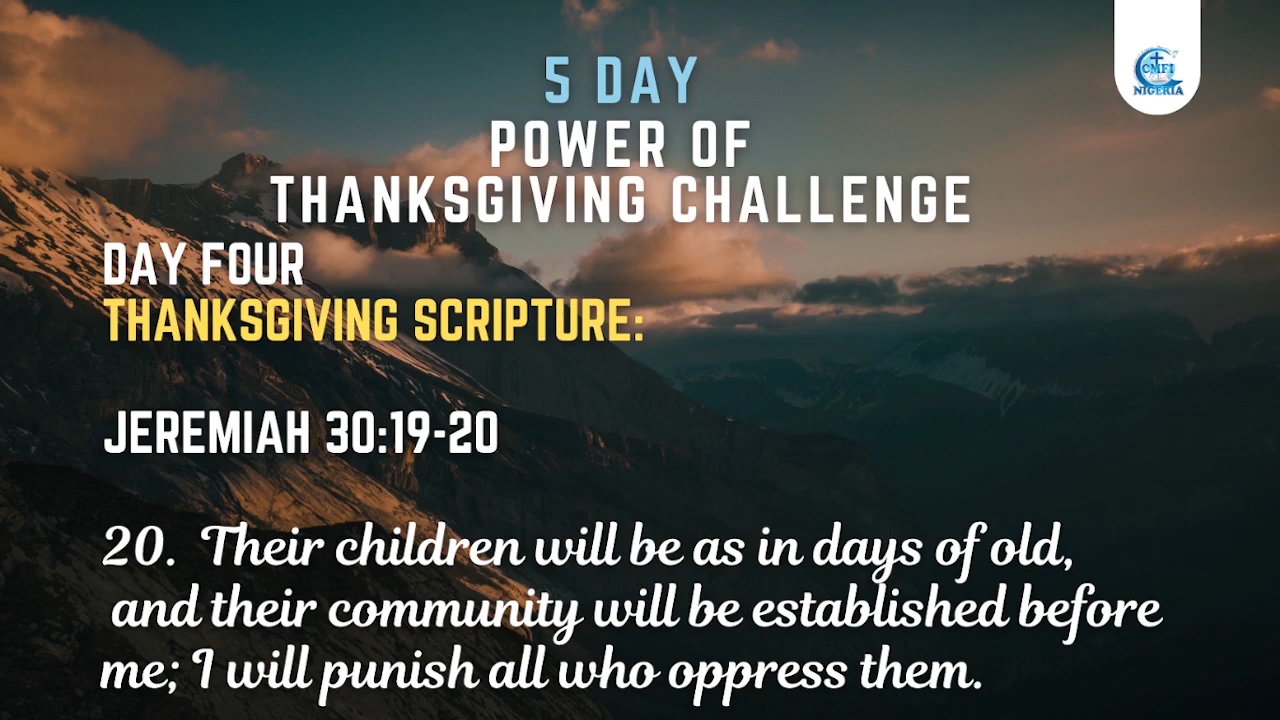 5 DAY
POWER OF
THANKSGIVING CHALLENGE
CMFI
NIGERIA
DAY FOUR
THANKSGIVING SCRIPTURE:
JEREMIAH 30:19-20
20. Their children will be as in days of old,
and their community will be established before
me; I will punish all who oppress them.